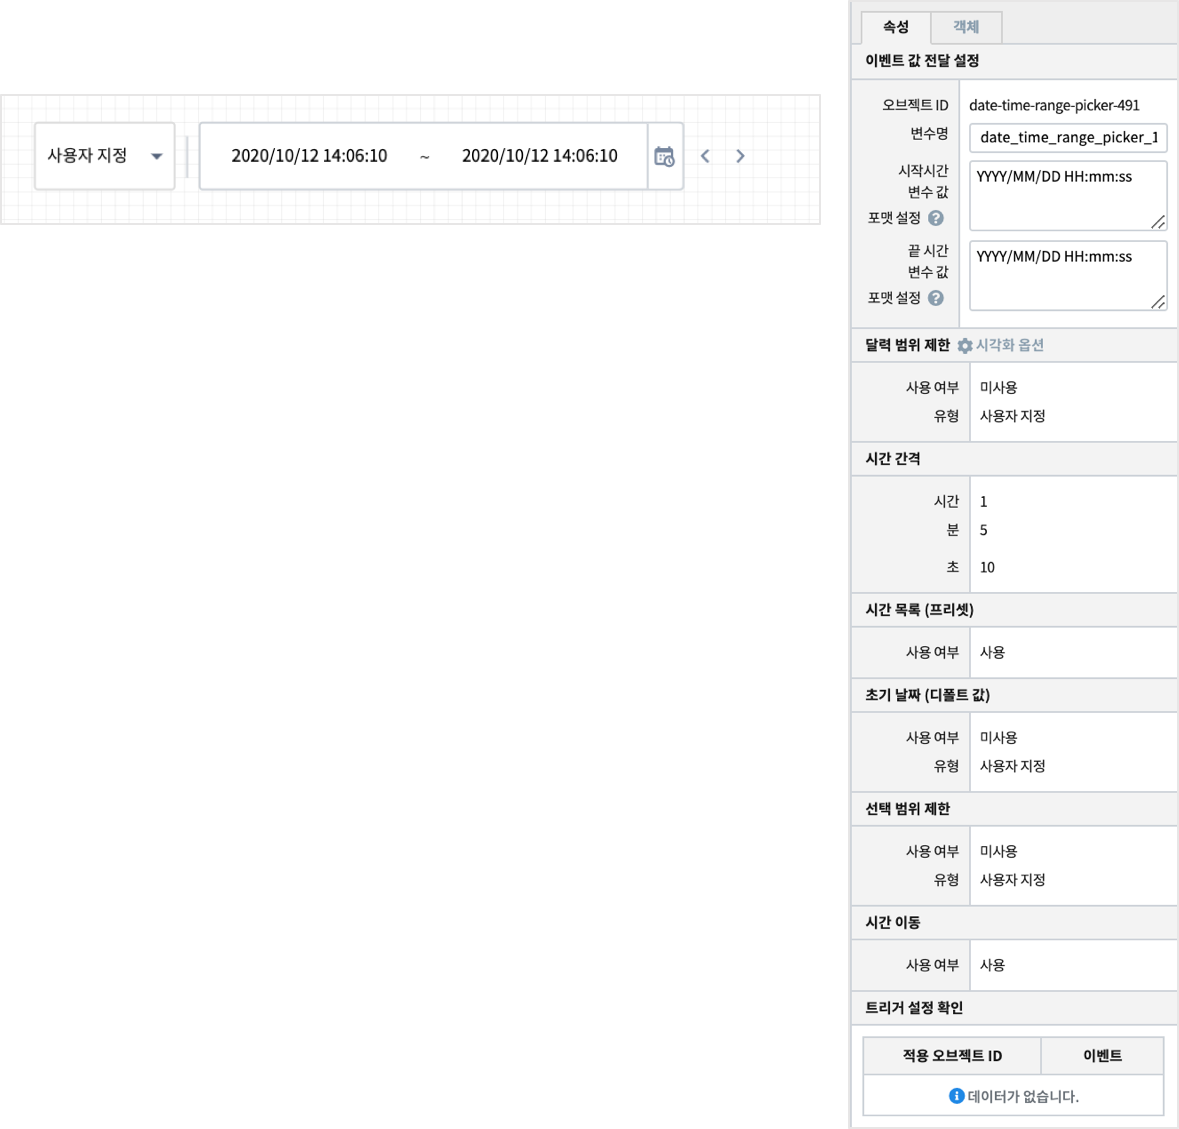 사용자 지정
2020/10/12 14:06:10 ~ 2020/10/12 14:06:10
속성 객체
이벤트 값 전달 설정
오브젝트 ID date-time-range-picker-491
변수명 date_time_range_picker_1
시작시간
변수 값
포맷 설정 ?
YYYY/MM/DD HH:mm:ss
끝 시간
변수 값
포맷 설정 ?
YYYY/MM/DD HH:mm:ss
달력 범위 제한 시각화 옵션
사용 여부 미사용
유형 사용자 지정
시간 간격
시간 1
분 5
초 10
시간 목록 (프리셋)
사용 여부 사용
초기 날짜 (디폴트 값)
사용 여부 미사용
유형 사용자 지정
선택 범위 제한
사용 여부 미사용
유형 사용자 지정
시간 이동
사용 여부 사용
트리거 설정 확인
적용 오브젝트 ID 이벤트
데이터가 없습니다.